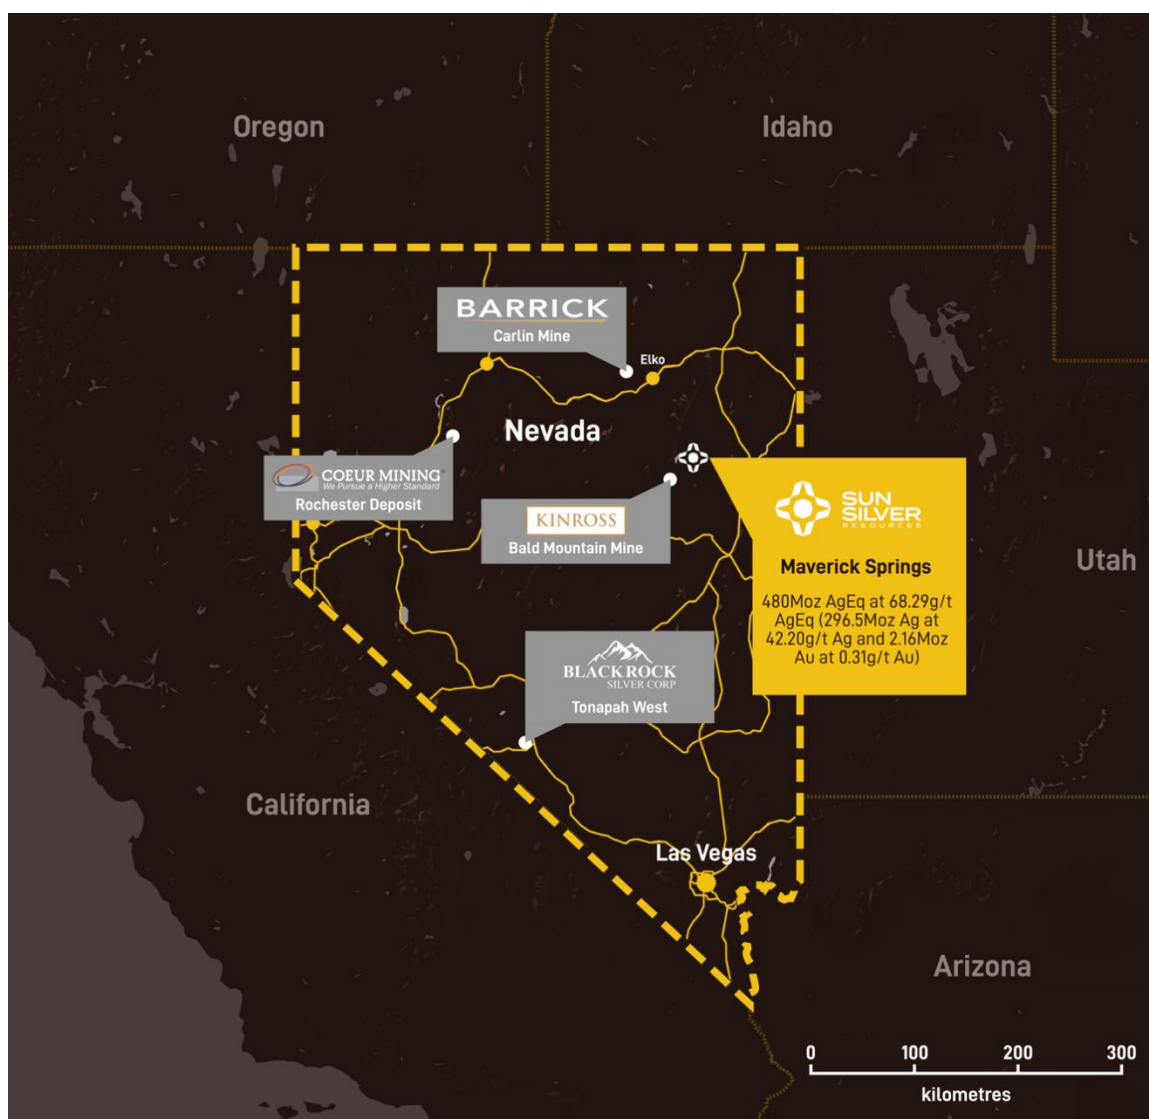 Oregon
Idaho
BARRICK
Carlin Mine
Elko
Nevada
COEUR MINING
We Pursue a Higher Standard
Rochester Deposit
KINROSS
Bald Mountain Mine
SUN
SILVER
RESOURCES
Maverick Springs
480Moz AgEq at 68.29g/t
AgEq (296.5Moz Ag at
42.20g/t Ag and 2.16Moz
Au at 0.31g/t Au)
Utah
BLACKROCK
SILVER CORP
Tonapah West
California
Las Vegas
Arizona
0 100 200 300
kilometres